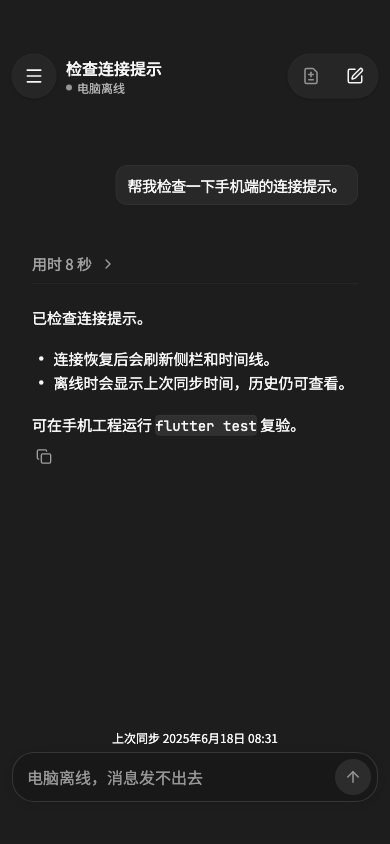 检查连接提示
电脑离线
帮我检查一下手机端的连接提示。
用时 8 秒
已检查连接提示。
• 连接恢复后会刷新侧栏和时间线。
• 离线时会显示上次同步时间，历史仍可查看。
可在手机工程运行 flutter test 复验。
上次同步 2025年6月18日 08:31
电脑离线，消息发不出去